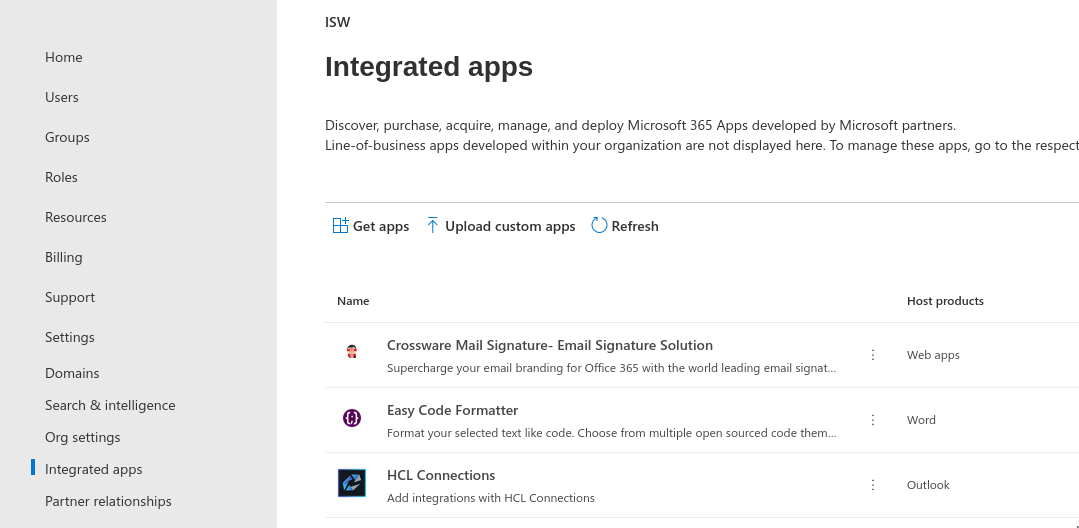 ISW
Integrated apps
Home
Users
Groups
Roles
Resources
Billing
Support
Settings
Domains
Search & intelligence
Org settings
Integrated apps
Partner relationships
Discover, purchase, acquire, manage, and deploy Microsoft 365 Apps developed by Microsoft partners.
Line-of-business apps developed within your organization are not displayed here. To manage these apps, go to the respect
Get apps
Upload custom apps
Refresh
Name
Host products
Crossware Mail Signature- Email Signature Solution
Supercharge your email branding for Office 365 with the world leading email signat...
Web apps
Easy Code Formatter
Format your selected text like code. Choose from multiple open sourced code them...
Word
HCL Connections
Add integrations with HCL Connections
Outlook